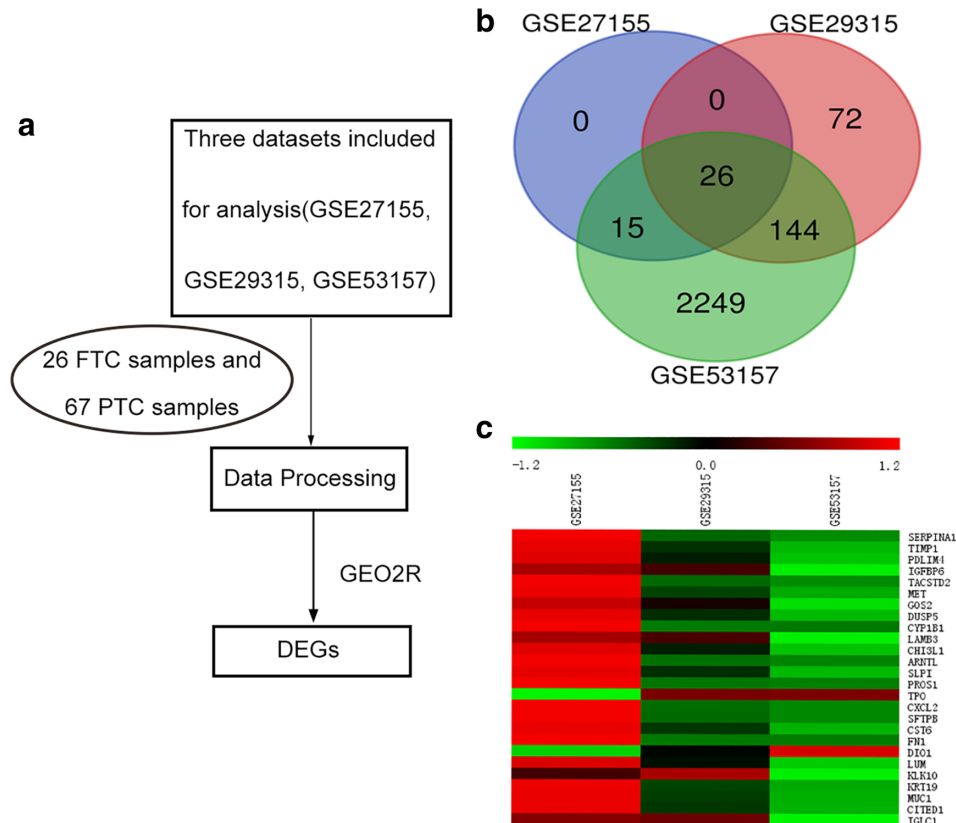 a
Three datasets included
for analysis(GSE27155,
GSE29315, GSE53157)
26 FTC samples and
67 PTC samples
Data Processing
GEO2R
DEGs
b
GSE27155
GSE29315
0
0
72
26
15
144
2249
GSE53157
c
-1.2
0.0
1.2
GSE27155
GSE29315
GSE53157
SERPINA1
TIMP1
PDLIM4
IGFBP6
TACSTD2
MET
GOS2
DUSP5
CYP1B1
LAMB3
CHI3L1
ARNTL
SLPI
PROS1
TPO
CXCL2
SFTPB
CST6
FN1
DIO1
LUM
KLK10
KRT19
MUC1
CITED1
IGLC1